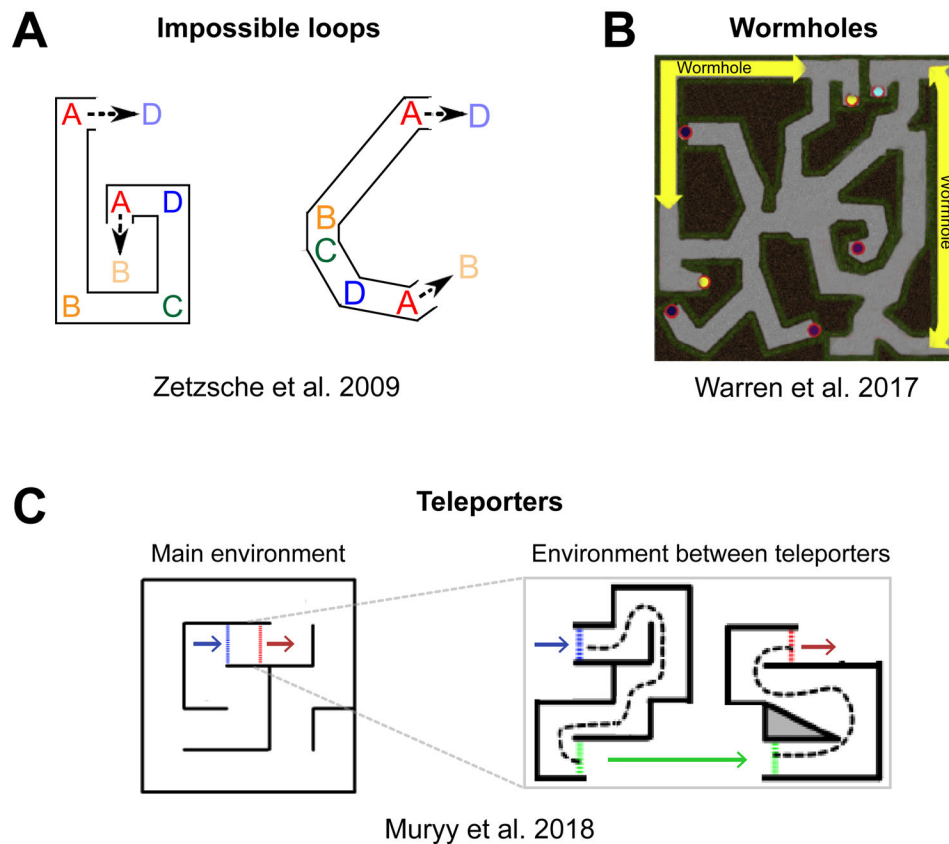 A
Impossible loops
A
D
A
D
A
B
B
C
A
D
B
C
D
A
B
Zetzsche et al. 2009
B
Wormholes
Wormhole
Wormhole
Warren et al. 2017
C
Teleporters
Main environment
Environment between teleporters
Muryy et al. 2018